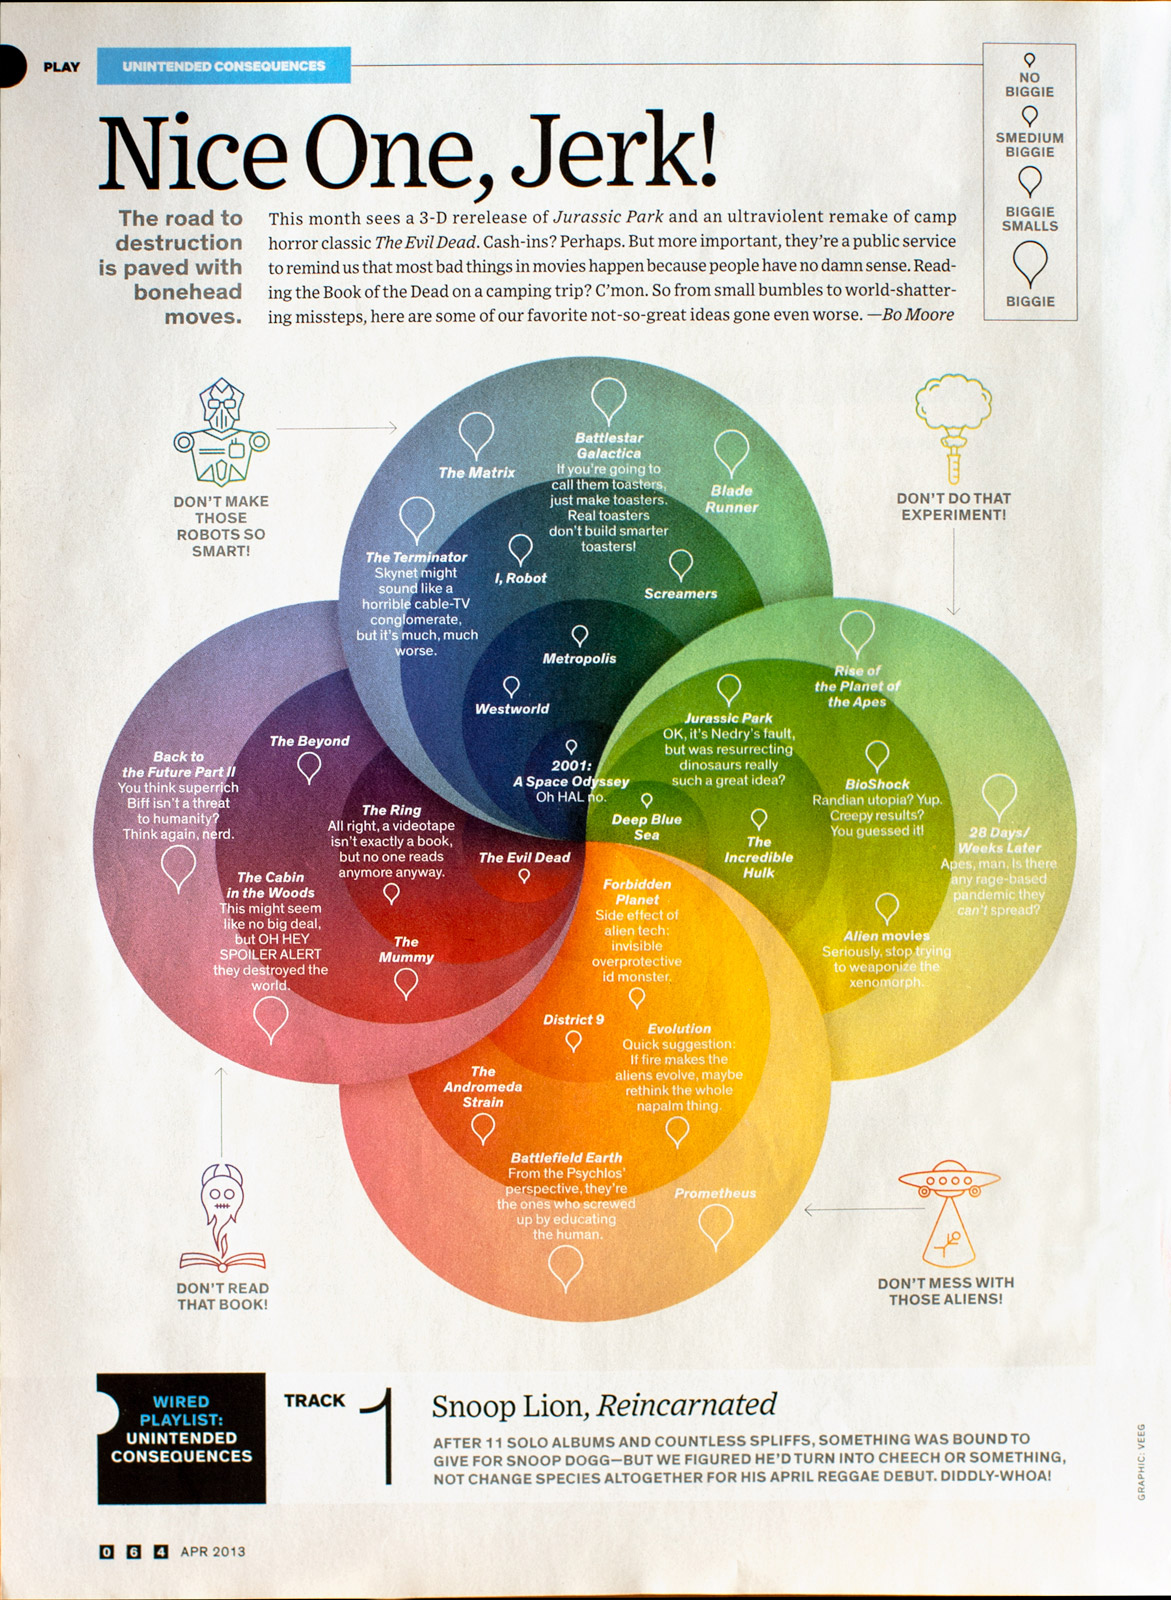 PLAY
UNINTENDED CONSEQUENCES
NO
BIGGIE
SMEDIUM
BIGGIE
BIGGIE
SMALLS
BIGGIE
Nice One, Jerk!
The road to
destruction
is paved with
bonehead
moves.
This month sees a 3-D rerelease of Jurassic Park and an ultraviolent remake of camp
horror classic The Evil Dead. Cash-ins? Perhaps. But more important, they're a public service
to remind us that most bad things in movies happen because people have no damn sense. Read-
ing the Book of the Dead on a camping trip? C'mon. So from small bumbles to world-shatter-
ing missteps, here are some of our favorite not-so-great ideas gone even worse. —Bo Moore
DON'T MAKE
THOSE
ROBOTS SO
SMART!
DON'T DO THAT
EXPERIMENT!
The Matrix
Battlestar
Galactica
If you're going to
call them toasters,
just make toasters.
Real toasters
don't build smarter
toasters!
Blade
Runner
The Terminator
Skynet might
sound like a
horrible cable-TV
conglomerate,
but it's much, much
worse.
I, Robot
Screamers
Metropolis
Westworld
2001:
A Space Odyssey
Oh HAL no.
Rise of
the Planet of
the Apes
Jurassic Park
OK, it's Nedry's fault,
but was resurrecting
dinosaurs really
such a great idea?
BioShock
Randian utopia? Yup.
Creepy results?
You guessed it!
Deep Blue
Sea
The
Incredible
Hulk
28 Days/
Weeks Later
Apes, man. Is there
any rage-based
pandemic they
can't spread?
Alien movies
Seriously, stop trying
to weaponize the
xenomorph.
Back to
the Future Part II
You think superrich
Biff isn't a threat
to humanity?
Think again, nerd.
The Beyond
The Ring
All right, a videotape
isn't exactly a book,
but no one reads
anymore anyway.
The Evil Dead
The Cabin
in the Woods
This might seem
like no big deal,
but OH HEY
SPOILER ALERT
they destroyed the
world.
The
Mummy
Forbidden
Planet
Side effect of
alien tech:
invisible
overprotective
id monster.
District 9
Evolution
Quick suggestion:
If fire makes the
aliens evolve, maybe
rethink the whole
napalm thing.
The
Andromeda
Strain
Battlefield Earth
From the Psychlos'
perspective, they're
the ones who screwed
up by educating
the human.
Prometheus
DON'T READ
THAT BOOK!
DON'T MESS WITH
THOSE ALIENS!
WIRED
PLAYLIST:
UNINTENDED
CONSEQUENCES
TRACK 1
Snoop Lion, Reincarnated
AFTER 11 SOLO ALBUMS AND COUNTLESS SPLIFFS, SOMETHING WAS BOUND TO
GIVE FOR SNOOP DOGG—BUT WE FIGURED HE'D TURN INTO CHEECH OR SOMETHING,
NOT CHANGE SPECIES ALTOGETHER FOR HIS APRIL REGGAE DEBUT. DIDDLY-WHOA!
GRAPHIC: VEEG
064 APR 2013